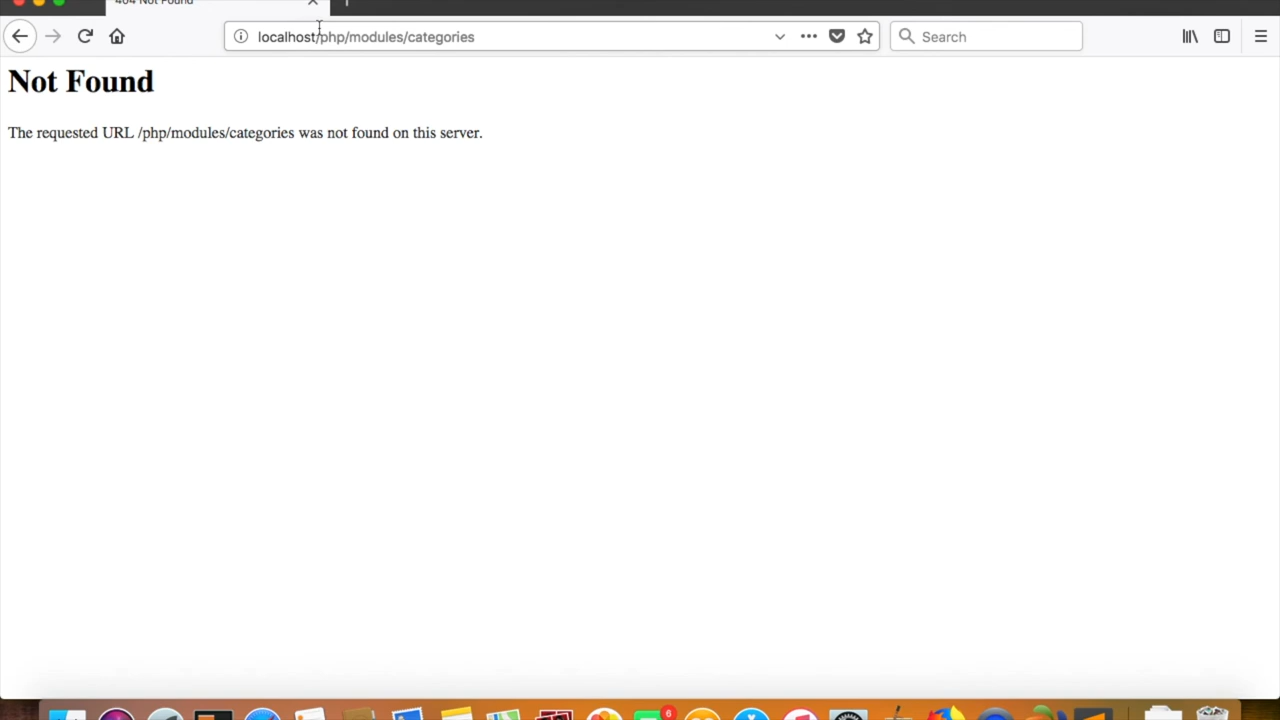 404 Not Found
localhost/php/modules/categories
Search
Not Found
The requested URL /php/modules/categories was not found on this server.
6